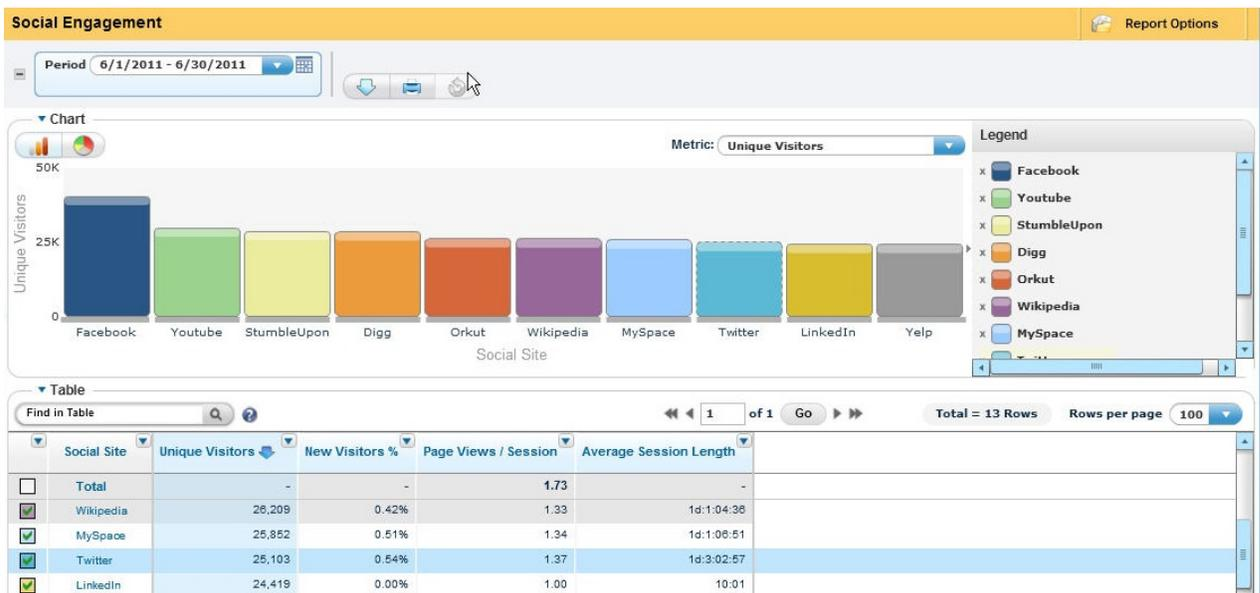 Social Engagement
Report Options
Period 6/1/2011 - 6/30/2011
Chart
Metric: Unique Visitors
Legend
50K
25K
0
Unique Visitors
Facebook Youtube StumbleUpon Digg Orkut Wikipedia MySpace Twitter LinkedIn Yelp
Social Site
x Facebook
x Youtube
x StumbleUpon
x Digg
x Orkut
x Wikipedia
x MySpace
Table
Find in Table
1 of 1 Go
Total = 13 Rows
Rows per page 100
Social Site Unique Visitors New Visitors % Page Views / Session Average Session Length
Total - - 1.73 -
Wikipedia 26,209 0.42% 1.33 1d:1:04:36
MySpace 25,852 0.51% 1.34 1d:1:06:51
Twitter 25,103 0.54% 1.37 1d:3:02:57
LinkedIn 24,419 0.00% 1.00 10:01